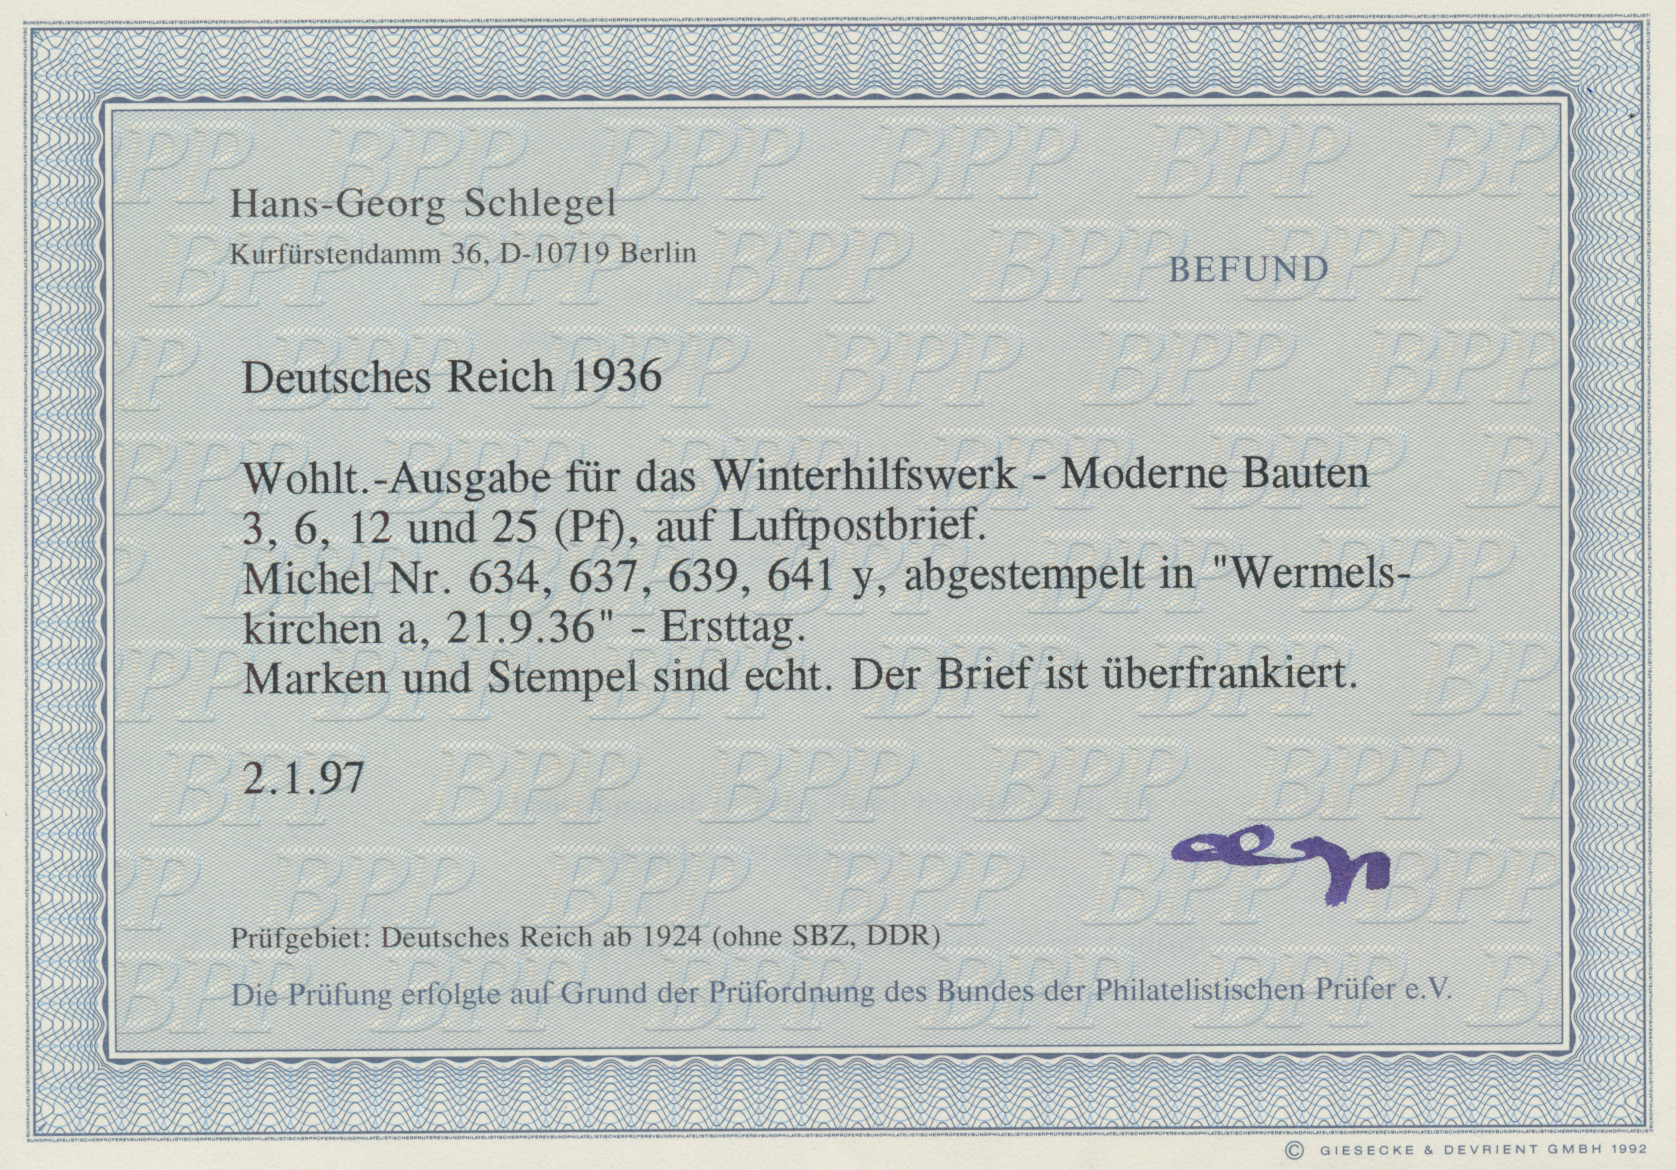 Hans-Georg Schlegel
Kurfürstendamm 36, D-10719 Berlin
BEFUND
Deutsches Reich 1936
Wohlt.-Ausgabe für das Winterhilfswerk - Moderne Bauten
3, 6, 12 und 25 (Pf), auf Luftpostbrief.
Michel Nr. 634, 637, 639, 641 y, abgestempelt in "Wermels-
kirchen a, 21.9.36" - Ersttag.
Marken und Stempel sind echt. Der Brief ist überfrankiert.
2.1.97
Prüfgebiet: Deutsches Reich ab 1924 (ohne SBZ, DDR)
Die Prüfung erfolgte auf Grund der Prüfordnung des Bundes der Philatelistischen Prüfer e.V.
© GIESECKE & DEVRIENT GMBH 1992